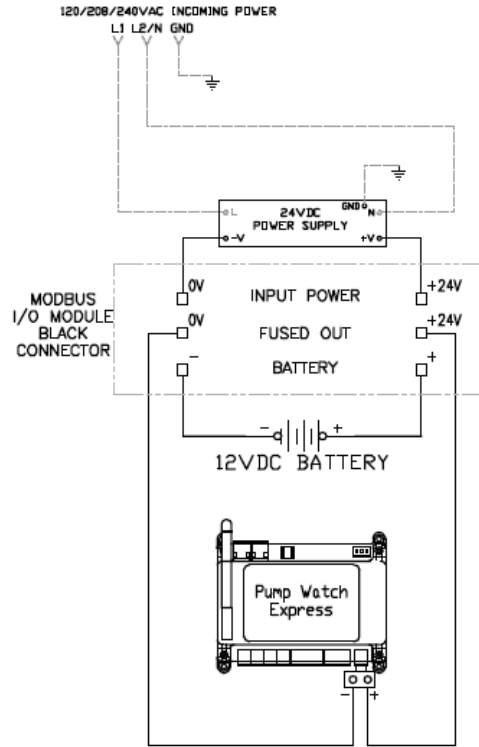 120/208/240VAC INCOMING POWER
L1 L2/N GND
GND
L 24VDC N
POWER SUPPLY
-V +V
0V INPUT POWER +24V
MODBUS
I/O MODULE
BLACK
CONNECTOR
0V FUSED OUT +24V
- BATTERY +
- +
12VDC BATTERY
Pump Watch
Express
- +